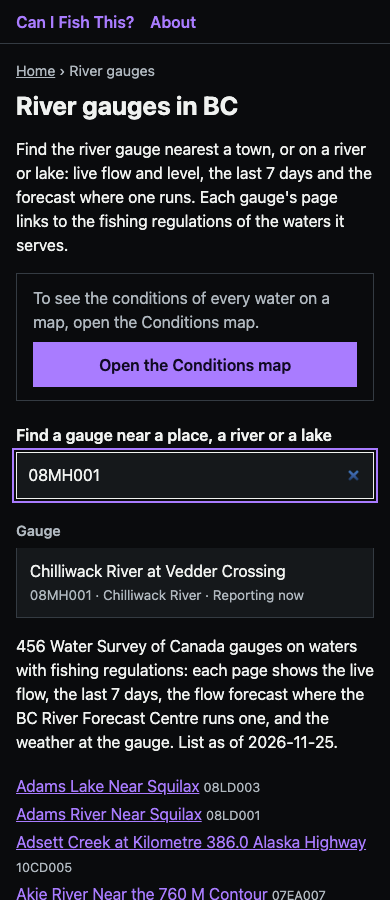 Can I Fish This? About
Home › River gauges
River gauges in BC
Find the river gauge nearest a town, or on a river
or lake: live flow and level, the last 7 days and the
forecast where one runs. Each gauge's page
links to the fishing regulations of the waters it
serves.
To see the conditions of every water on a
map, open the Conditions map.
Open the Conditions map
Find a gauge near a place, a river or a lake
08MH001
Gauge
Chilliwack River at Vedder Crossing
08MH001 · Chilliwack River · Reporting now
456 Water Survey of Canada gauges on waters
with fishing regulations: each page shows the live
flow, the last 7 days, the flow forecast where the
BC River Forecast Centre runs one, and the
weather at the gauge. List as of 2026-11-25.
Adams Lake Near Squilax 08LD003
Adams River Near Squilax 08LD001
Adsett Creek at Kilometre 386.0 Alaska Highway
10CD005
Akie River Near the 760 M Contour 07EA007